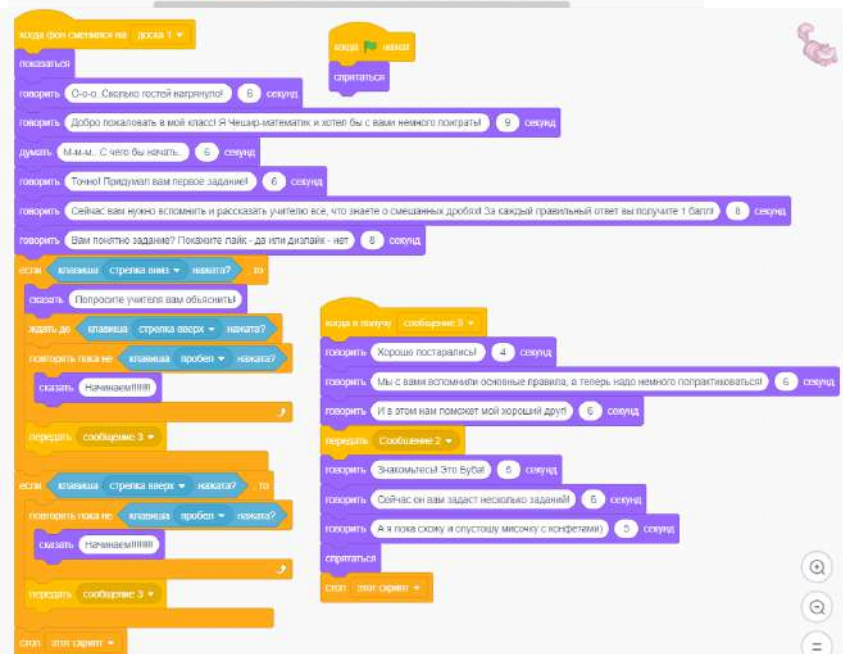 когда фон сменился на доска 1
показаться
говорить О-о-о. Сколько гостей нагрянуло! 6 секунд
говорить Добро пожаловать в мой класс! Я Чешир-математик и хотел бы с вами немного поиграть! 9 секунд
думать М-м-м.. С чего бы начать.. 6 секунд
говорить Точно! Придумал вам первое задание! 6 секунд
говорить Сейчас вам нужно вспомнить и рассказать учителю все, что знаете о смешанных дробях! За каждый правильный ответ вы получите 1 балл! 8 секунд
говорить Вам понятно задание? Покажите лайк - да или дизлайк - нет 8 секунд
если клавиша стрелка вниз нажата? , то
сказать Попросите учителя вам объяснить!
ждать до клавиша стрелка вверх нажата?
повторять пока не клавиша пробел нажата?
сказать Начинаем!!!!!!!!
передать сообщение 3
если клавиша стрелка вверх нажата? , то
повторять пока не клавиша пробел нажата?
сказать Начинаем!!!!!!!!
передать сообщение 3
стоп этот скрипт
когда нажат
спрятаться
когда я получу сообщение 3
говорить Хорошо постарались! 4 секунд
говорить Мы с вами вспомнили основные правила, а теперь надо немного попрактиковаться! 6 секунд
говорить И в этом нам поможет мой хороший друг! 6 секунд
передать Сообщение 2
говорить Знакомьтесь! Это Буба! 5 секунд
говорить Сейчас он вам задаст несколько заданий! 6 секунд
говорить А я пока схожу и опустошу мисочку с конфетами) 5 секунд
спрятаться
стоп этот скрипт